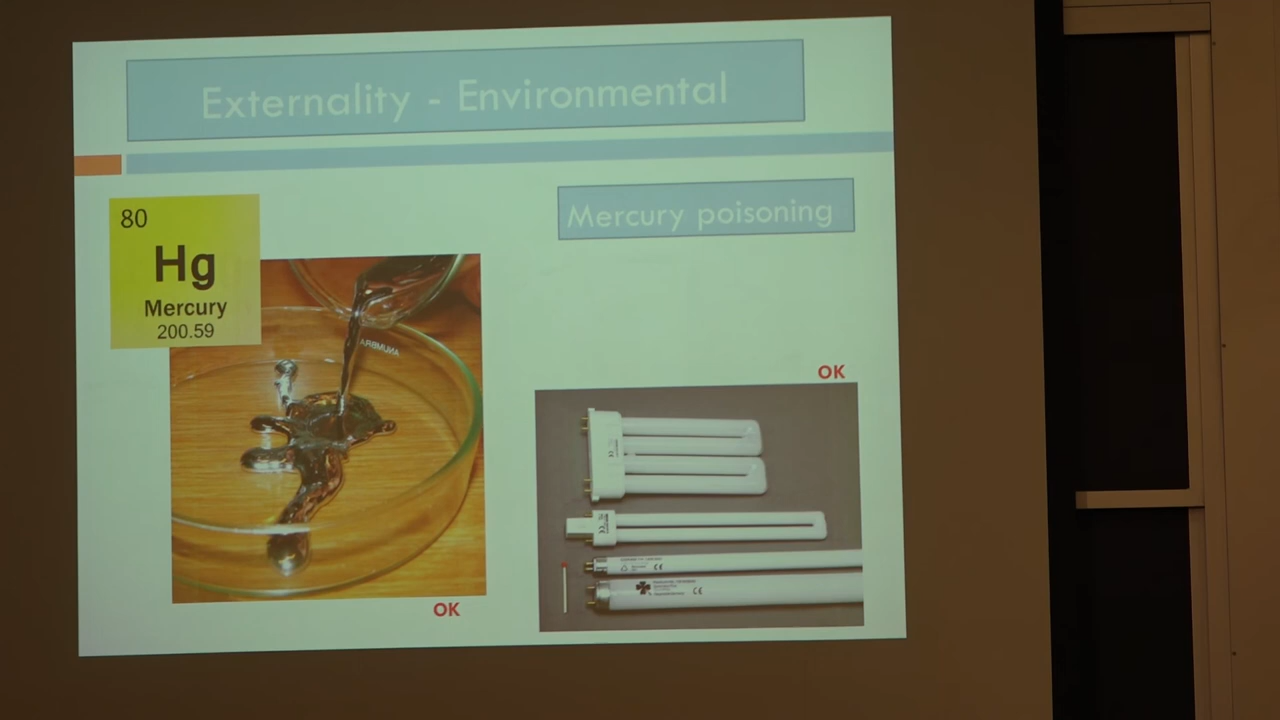 Externality - Environmental
Mercury poisoning
80
Hg
Mercury
200.59
OK
OK